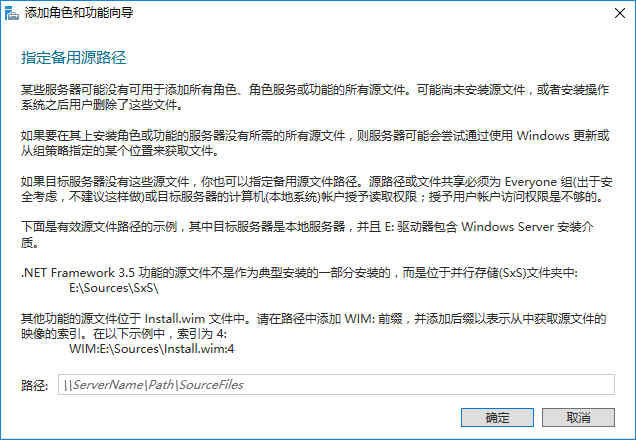 添加角色和功能向导
指定备用源路径
某些服务器可能没有可用于添加所有角色、角色服务或功能的所有源文件。可能尚未安装源文件，或者安装操作
系统之后用户删除了这些文件。
如果要在其上安装角色或功能的服务器没有所需的所有源文件，则服务器可能会尝试通过使用 Windows 更新或
从组策略指定的某个位置来获取文件。
如果目标服务器没有这些源文件，你也可以指定备用源文件路径。源路径或文件共享必须为 Everyone 组(出于安
全考虑，不建议这样做)或目标服务器的计算机(本地系统)帐户授予读取权限；授予用户帐户访问权限是不够的。
下面是有效源文件路径的示例，其中目标服务器是本地服务器，并且 E: 驱动器包含 Windows Server 安装介
质。
.NET Framework 3.5 功能的源文件不是作为典型安装的一部分安装的，而是位于并行存储(SxS)文件夹中:
E:\Sources\SxS\
其他功能的源文件位于 Install.wim 文件中。请在路径中添加 WIM: 前缀，并添加后缀以表示从中获取源文件的
映像的索引。在以下示例中，索引为 4:
WIM:E:\Sources\Install.wim:4
路径: \\ServerName\Path\SourceFiles
确定 取消